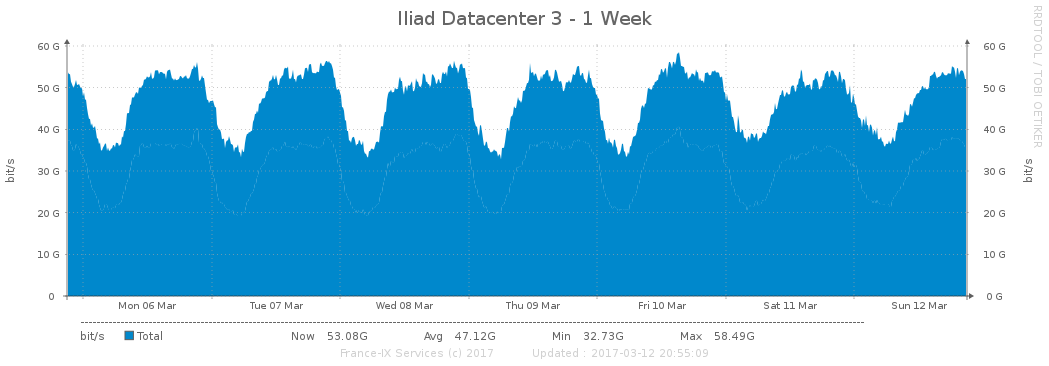 Iliad Datacenter 3 - 1 Week
RRDTOOL / TOBI OETIKER
60 G 60 G
50 G 50 G
40 G 40 G
30 G 30 G
20 G 20 G
10 G 10 G
0 0 G
bit/s bit/s
Mon 06 Mar Tue 07 Mar Wed 08 Mar Thu 09 Mar Fri 10 Mar Sat 11 Mar Sun 12 Mar
bit/s Total Now 53.08G Avg 47.12G Min 32.73G Max 58.49G
France-IX Services (c) 2017 Updated : 2017-03-12 20:55:09